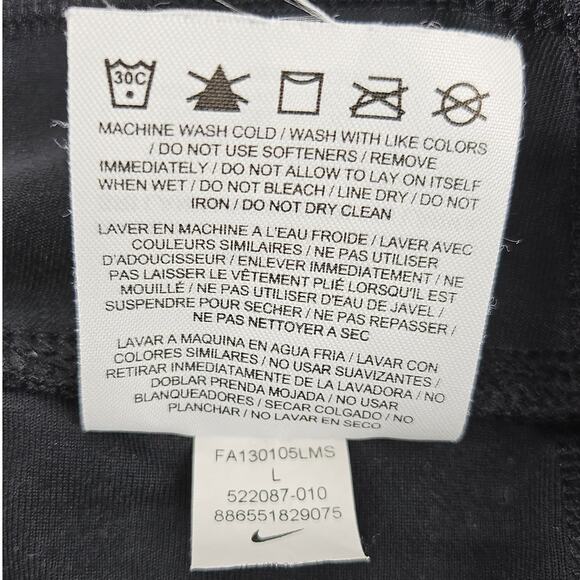 30C
MACHINE WASH COLD / WASH WITH LIKE COLORS
/ DO NOT USE SOFTENERS / REMOVE
IMMEDIATELY / DO NOT ALLOW TO LAY ON ITSELF
WHEN WET / DO NOT BLEACH / LINE DRY / DO NOT
IRON / DO NOT DRY CLEAN
LAVER EN MACHINE A L'EAU FROIDE / LAVER AVEC
COULEURS SIMILAIRES / NE PAS UTILISER
D'ADOUCISSEUR / ENLEVER IMMEDIATEMENT / NE
PAS LAISSER LE VÊTEMENT PLIÉ LORSQU'IL EST
MOUILLÉ / NE PAS UTILISER D'EAU DE JAVEL /
SUSPENDRE POUR SECHER / NE PAS REPASSER /
NE PAS NETTOYER A SEC
LAVAR A MAQUINA EN AGUA FRIA / LAVAR CON
COLORES SIMILARES / NO USAR SUAVIZANTES /
RETIRAR INMEDIATAMENTE DE LA LAVADORA / NO
DOBLAR PRENDA MOJADA / NO USAR
BLANQUEADORES / SECAR COLGADO / NO
PLANCHAR / NO LAVAR EN SECO
FA130105LMS
L
522087-010
886551829075